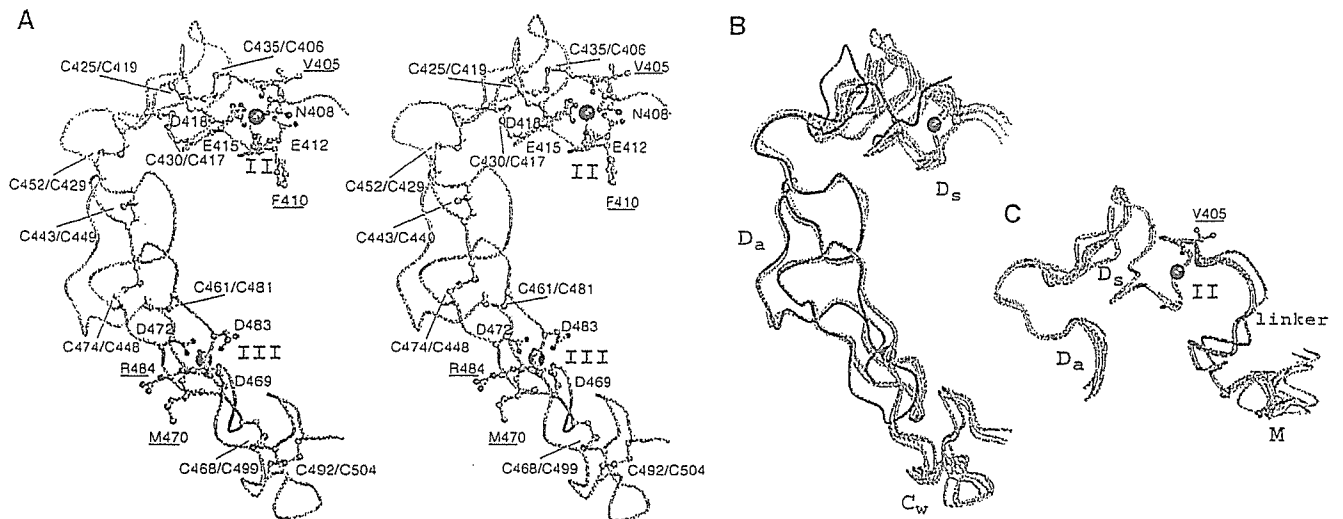 A
C435/C406
C425/C419
V405
N408
D418
E415
E412
C430/C417
II
C452/C429
F410
C443/C449
C461/C481
D472
D483
C474/C448
III
R484
D469
M470
C468/C499
C492/C504
C435/C406
C425/C419
V405
N408
D418
E415
E412
C430/C417
II
C452/C429
F410
C443/C440
C461/C481
D472
D483
C474/C448
III
R484
D469
M470
C468/C499
C492/C504
B
Ds
Da
Cw
C
V405
Ds
II
linker
Da
M